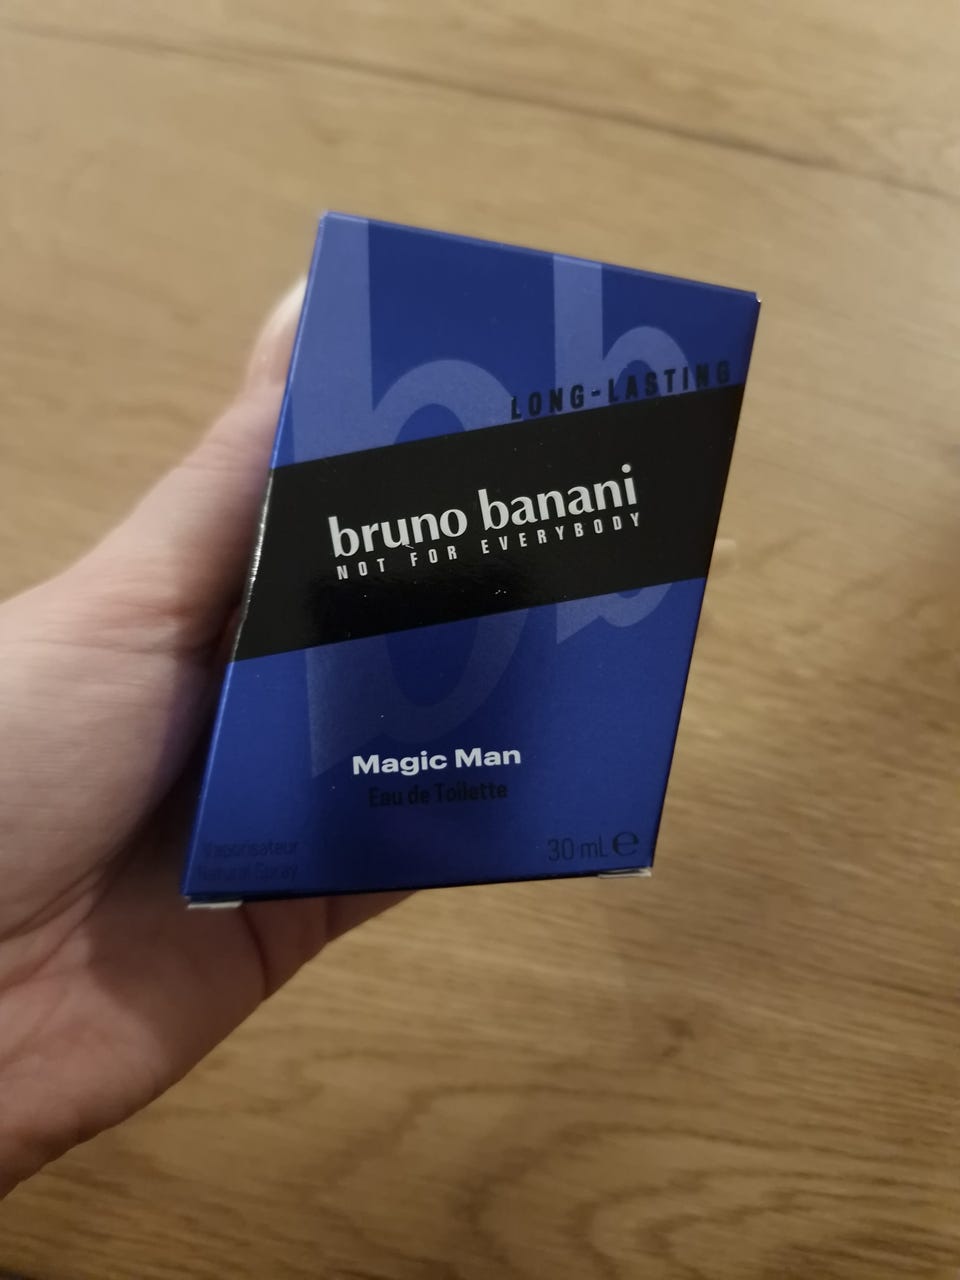 LONG-LASTING
bruno banani
NOT FOR EVERYBODY
Magic Man
Eau de Toilette
Vaporisateur
Natural Spray
30 mL ℮